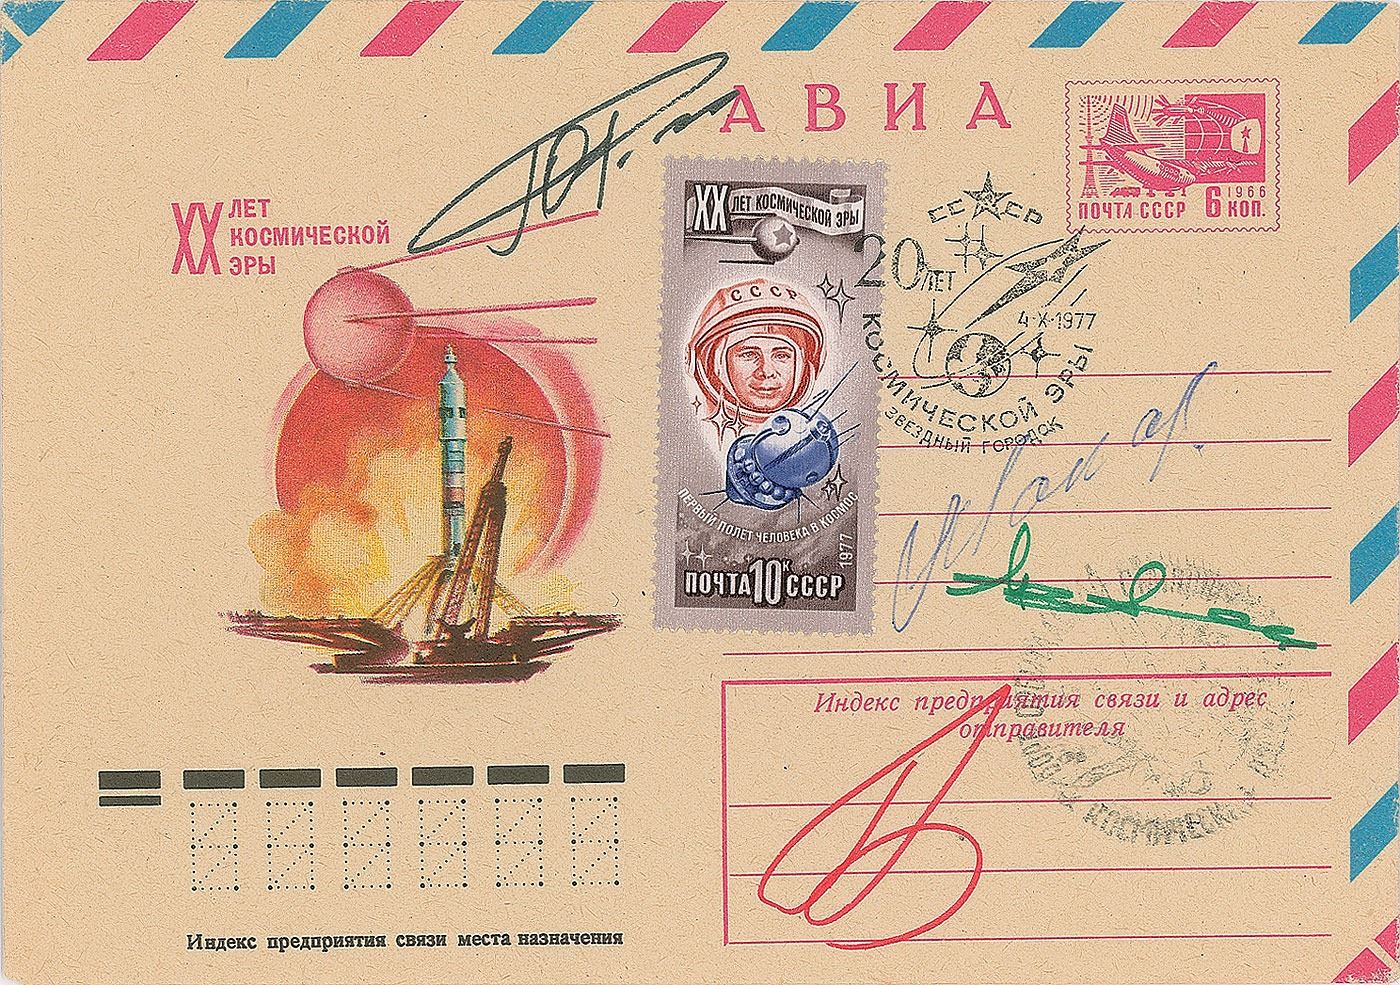 АВИА
1966
ПОЧТА СССР 6 КОП.
XX ЛЕТ
КОСМИЧЕСКОЙ
ЭРЫ
XX ЛЕТ КОСМИЧЕСКОЙ ЭРЫ
СССР
ПЕРВЫЙ ПОЛЕТ ЧЕЛОВЕКА В КОСМОС
1977
ПОЧТА 10К СССР
СССР
20 ЛЕТ
4-X-1977
КОСМИЧЕСКОЙ ЭРЫ
ЗВЕЗДНЫЙ ГОРОДОК
Индекс предприятия связи и адрес
отправителя
Индекс предприятия связи места назначения